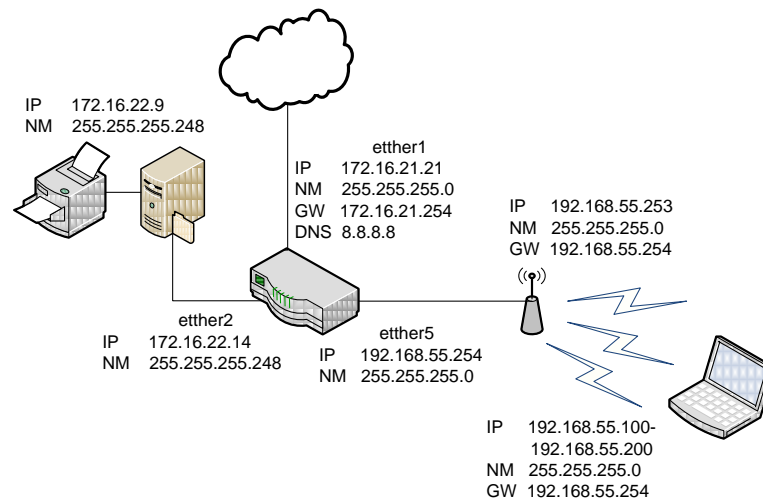 IP 172.16.22.9
NM 255.255.255.248
etther1
IP 172.16.21.21
NM 255.255.255.0
GW 172.16.21.254
DNS 8.8.8.8
IP 192.168.55.253
NM 255.255.255.0
GW 192.168.55.254
etther2
IP 172.16.22.14
NM 255.255.255.248
etther5
IP 192.168.55.254
NM 255.255.255.0
IP 192.168.55.100-
192.168.55.200
NM 255.255.255.0
GW 192.168.55.254